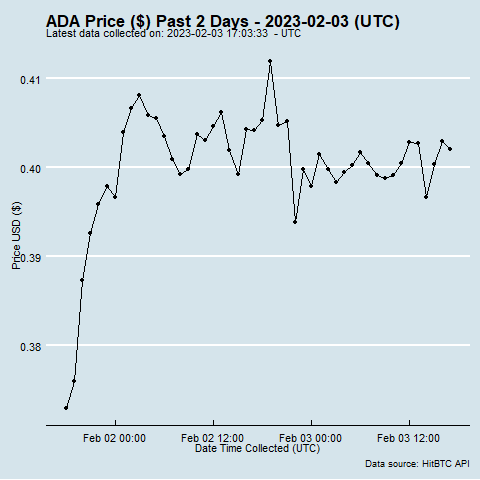 ADA Price ($) Past 2 Days - 2023-02-03 (UTC)
Latest data collected on: 2023-02-03 17:03:33  - UTC
0.41
0.40
0.39
0.38
Price USD ($)
Feb 02 00:00
Feb 02 12:00
Feb 03 00:00
Feb 03 12:00
Date Time Collected (UTC)
Data source: HitBTC API